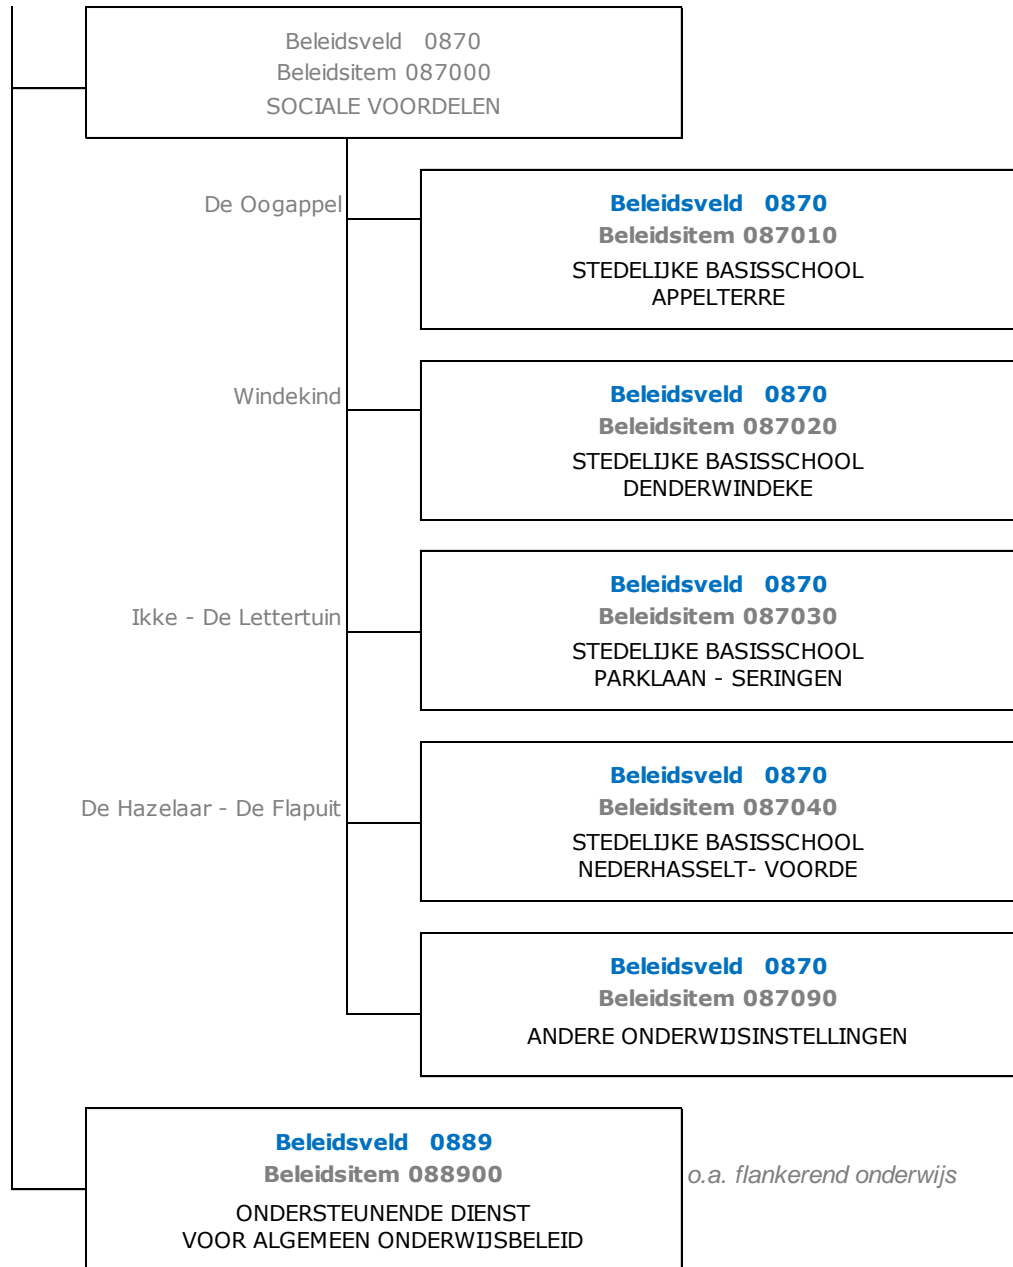 Beleidsveld 0870
Beleidsitem 087000
SOCIALE VOORDELEN
De Oogappel
Beleidsveld 0870
Beleidsitem 087010
STEDELIJKE BASISSCHOOL
APPELTERRE
Windekind
Beleidsveld 0870
Beleidsitem 087020
STEDELIJKE BASISSCHOOL
DENDERWINDEKE
Ikke - De Lettertuin
Beleidsveld 0870
Beleidsitem 087030
STEDELIJKE BASISSCHOOL
PARKLAAN - SERINGEN
De Hazelaar - De Flapuit
Beleidsveld 0870
Beleidsitem 087040
STEDELIJKE BASISSCHOOL
NEDERHASSELT- VOORDE
Beleidsveld 0870
Beleidsitem 087090
ANDERE ONDERWIJSINSTELLINGEN
Beleidsveld 0889
Beleidsitem 088900
o.a. flankerend onderwijs
ONDERSTEUNENDE DIENST
VOOR ALGEMEEN ONDERWIJSBELEID